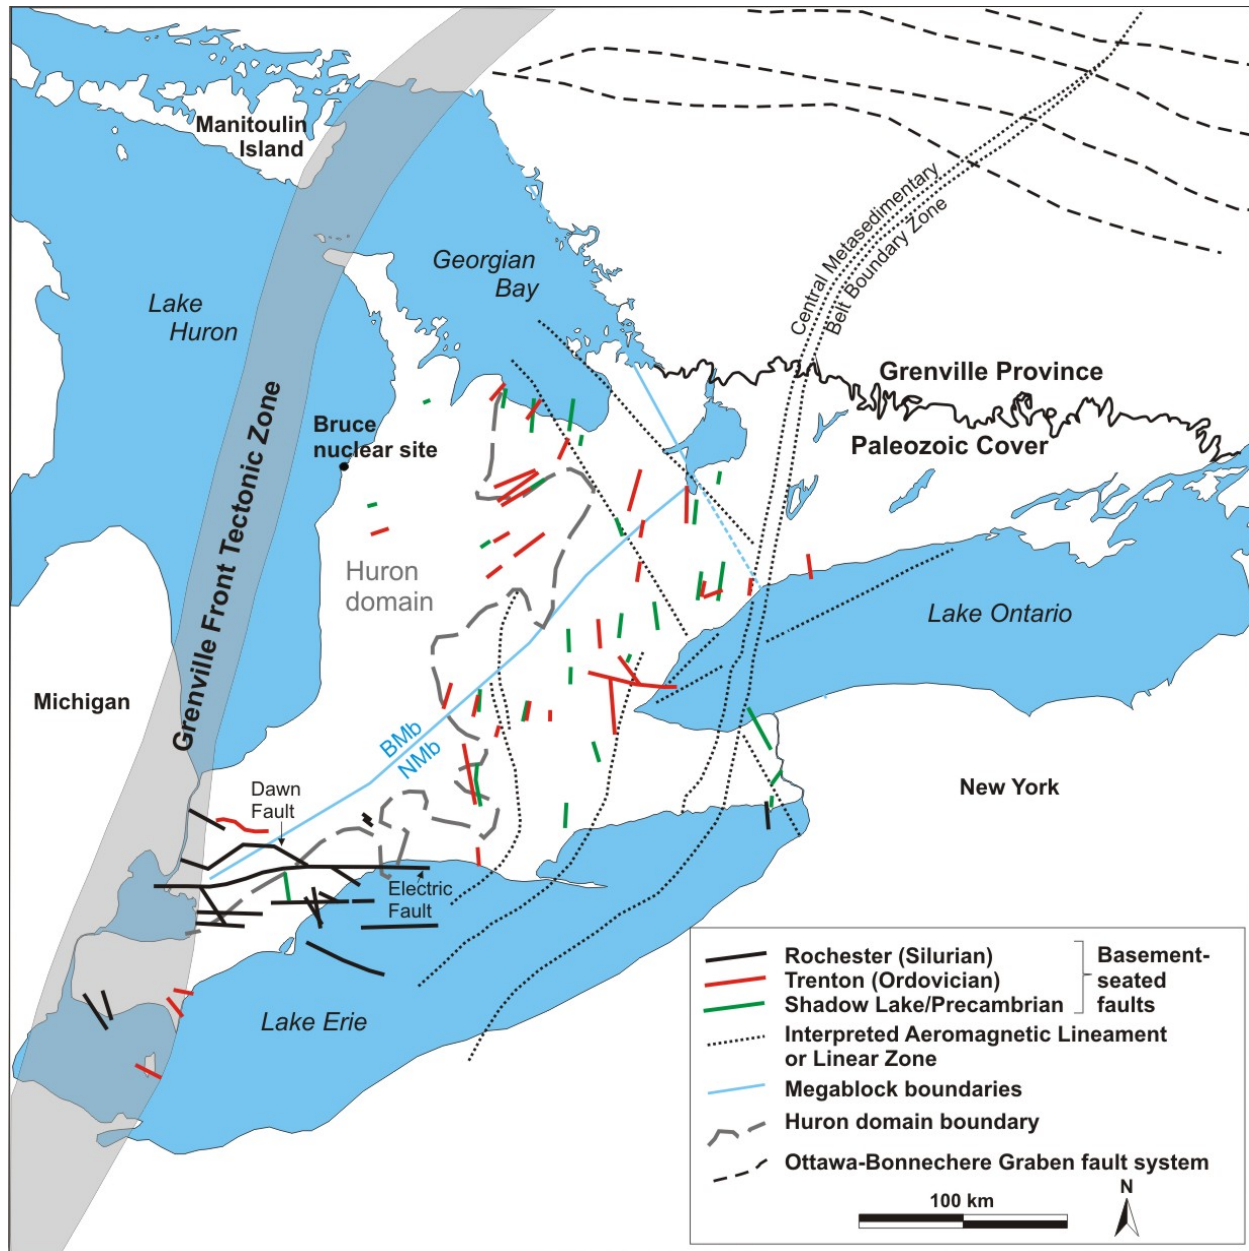 Manitoulin
Island
Georgian
Bay
Lake
Huron
Central Metasedimentary
Belt Boundary Zone
Grenville Province
Paleozoic Cover
Bruce
nuclear site
Grenville Front Tectonic Zone
Huron
domain
Lake Ontario
Michigan
BMb
NMb
New York
Dawn
Fault
Electric
Fault
Lake Erie
Rochester (Silurian)
Trenton (Ordovician)
Shadow Lake/Precambrian
Basement-
seated
faults
Interpreted Aeromagnetic Lineament
or Linear Zone
Megablock boundaries
Huron domain boundary
Ottawa-Bonnechere Graben fault system
100 km
N